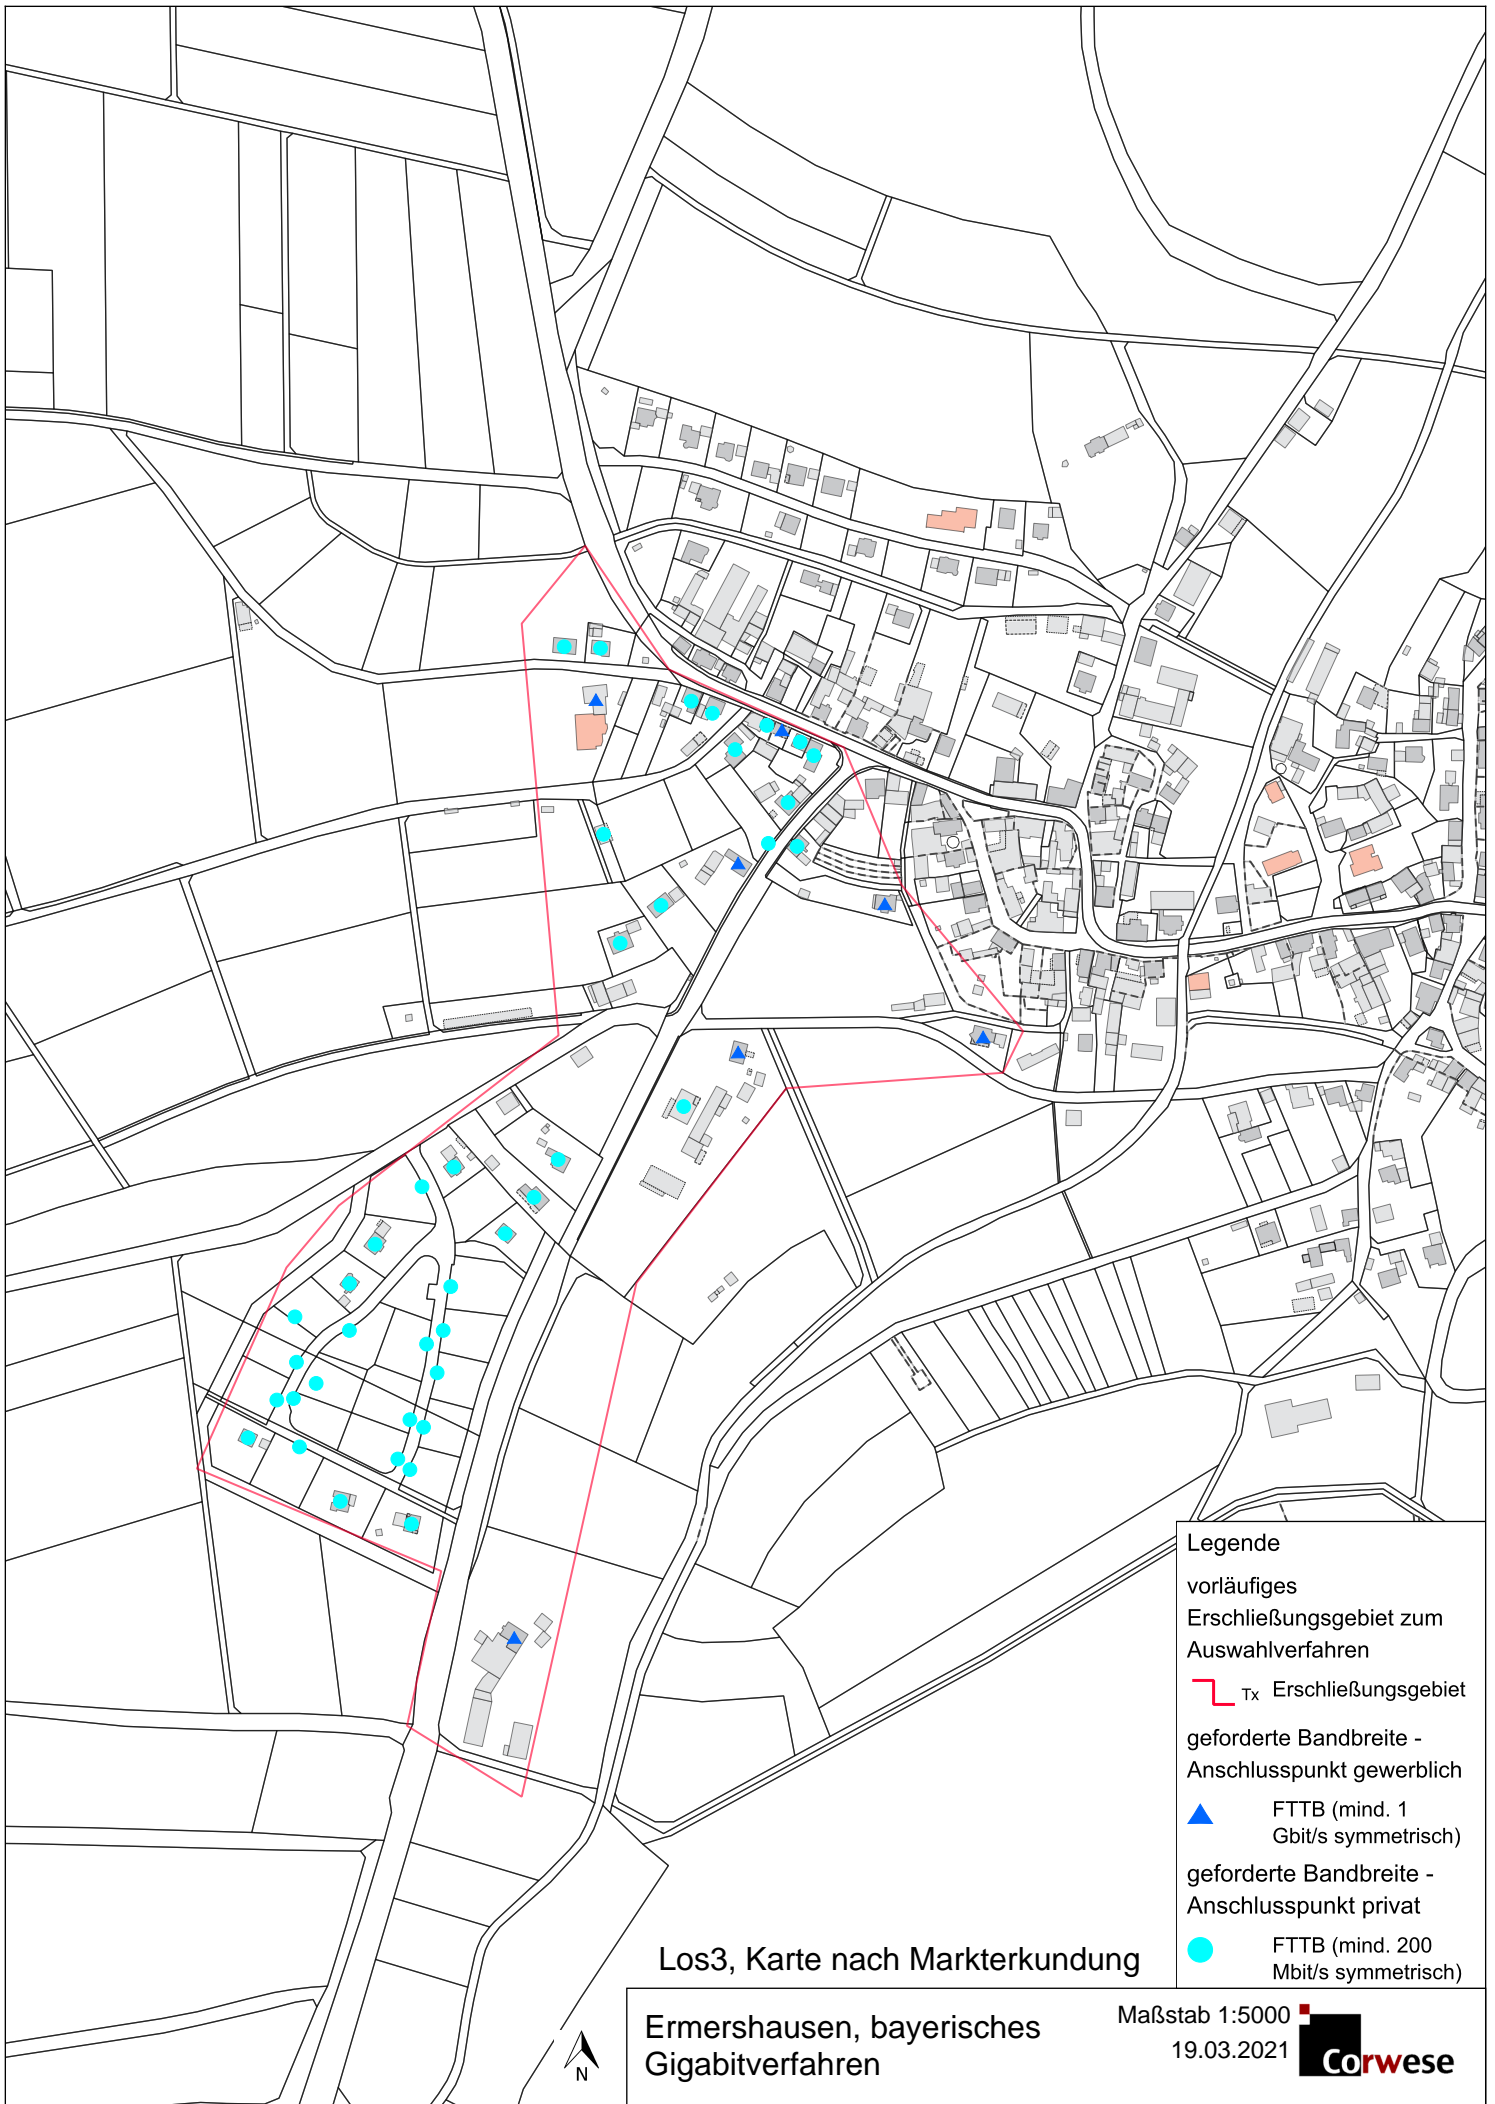 Legende
vorläufiges
Erschließungsgebiet zum
Auswahlverfahren
Tx Erschließungsgebiet
geforderte Bandbreite -
Anschlusspunkt gewerblich
FTTB (mind. 1
Gbit/s symmetrisch)
geforderte Bandbreite -
Anschlusspunkt privat
FTTB (mind. 200
Mbit/s symmetrisch)
Los3, Karte nach Markterkundung
Ermershausen, bayerisches
Gigabitverfahren
Maßstab 1:5000
19.03.2021
Corwese
N